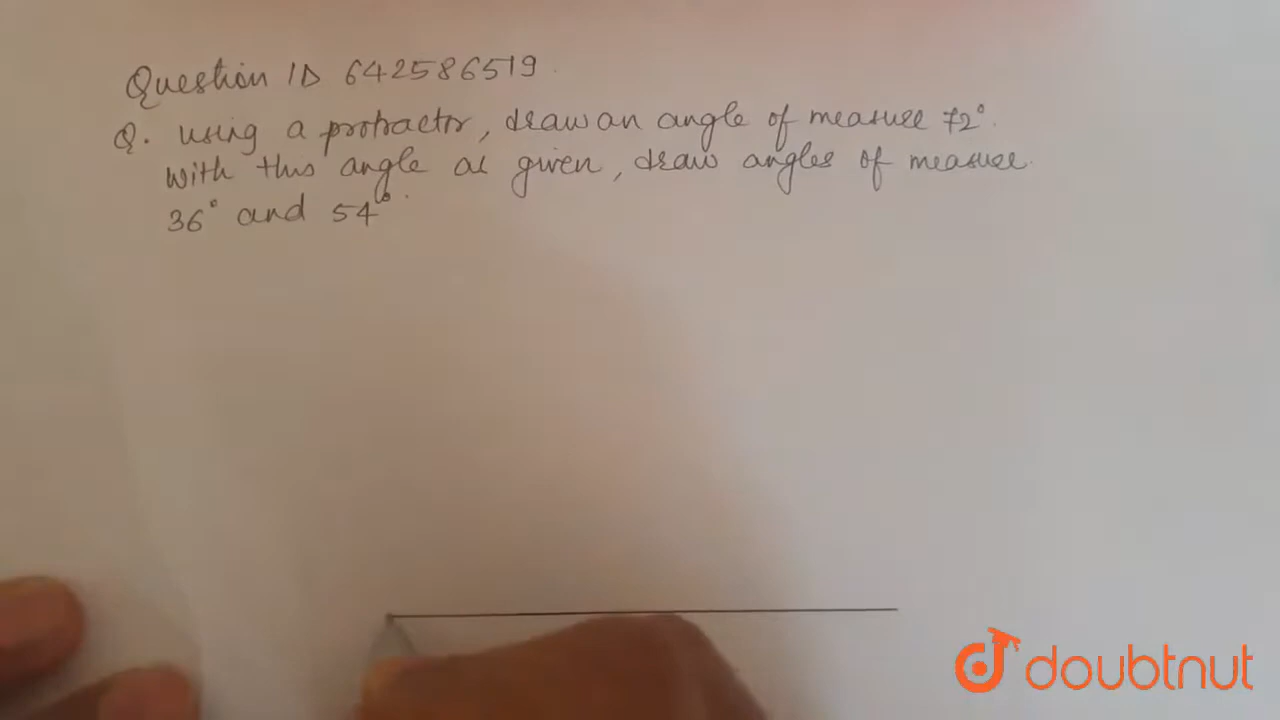 Question ID 642586519.
Q. Using a protractor, draw an angle of measure 72°.
With this angle as given, draw angles of measure
36° and 54°.
doubtnut